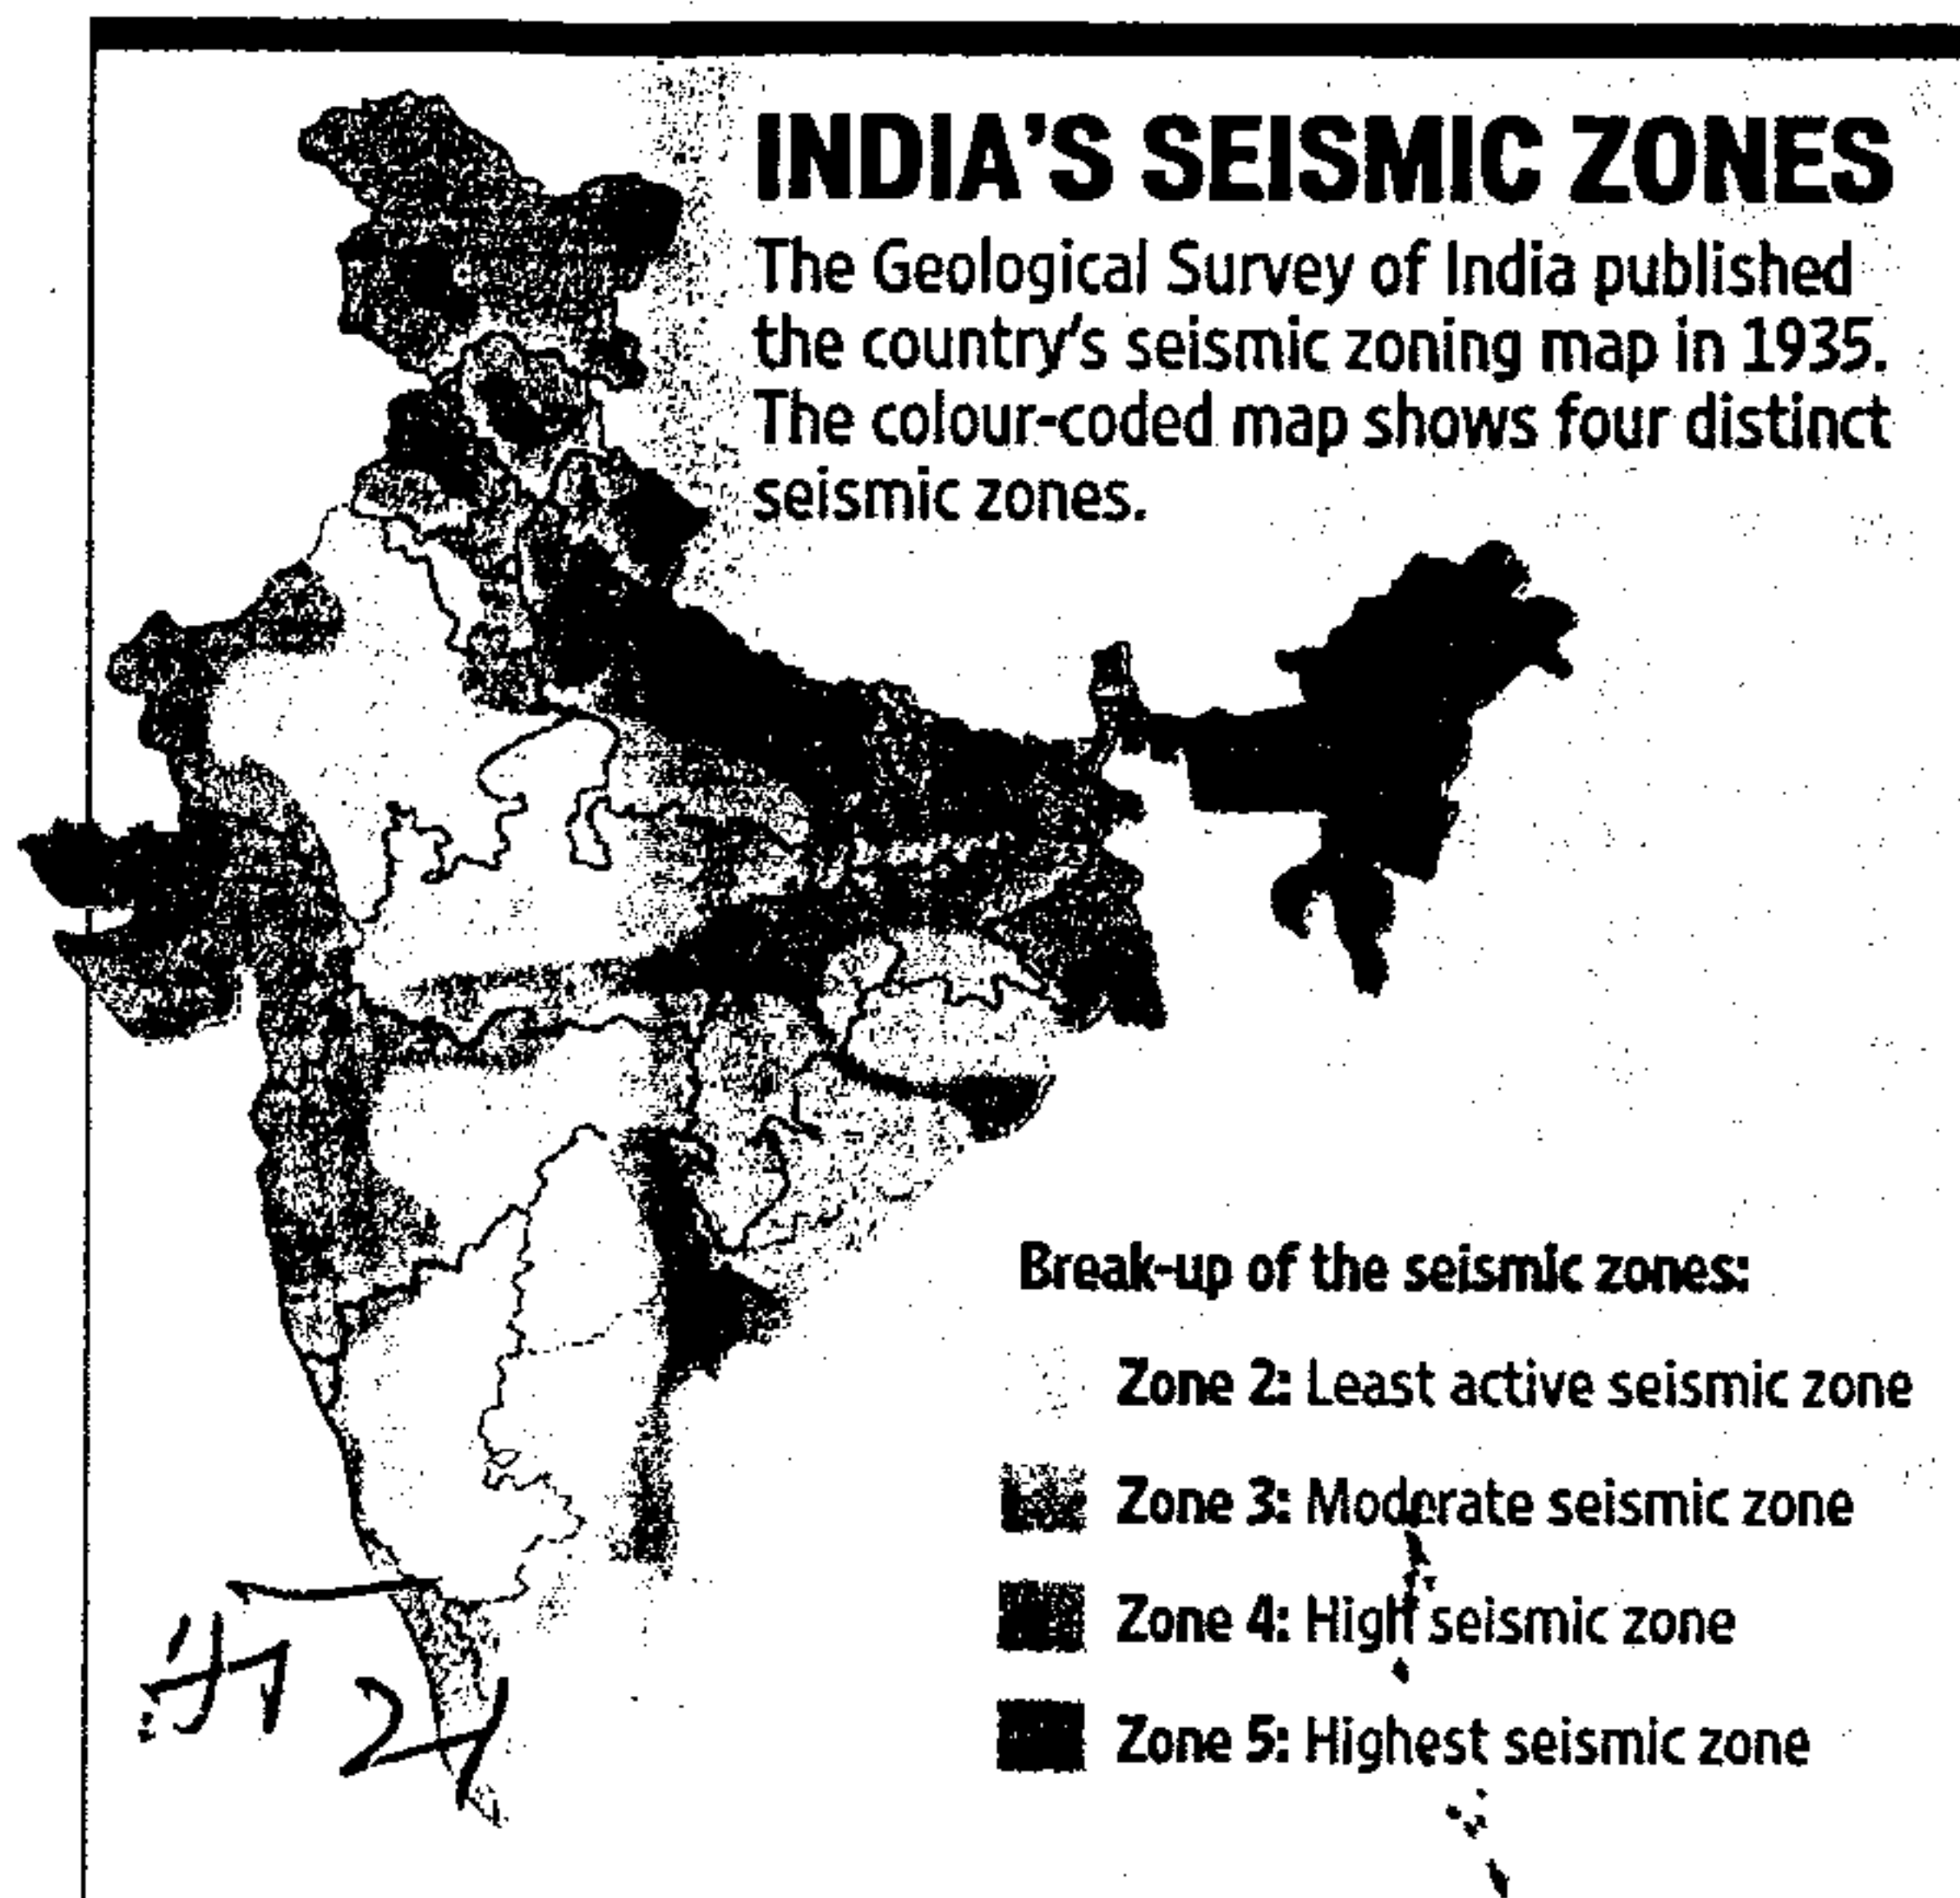 INDIA'S SEISMIC ZONES
The Geological Survey of India published
the country's seismic zoning map in 1935.
The colour-coded map shows four distinct
seismic zones.
Break-up of the seismic zones:
Zone 2: Least active seismic zone
Zone 3: Moderate seismic zone
Zone 4: High seismic zone
Zone 5: Highest seismic zone